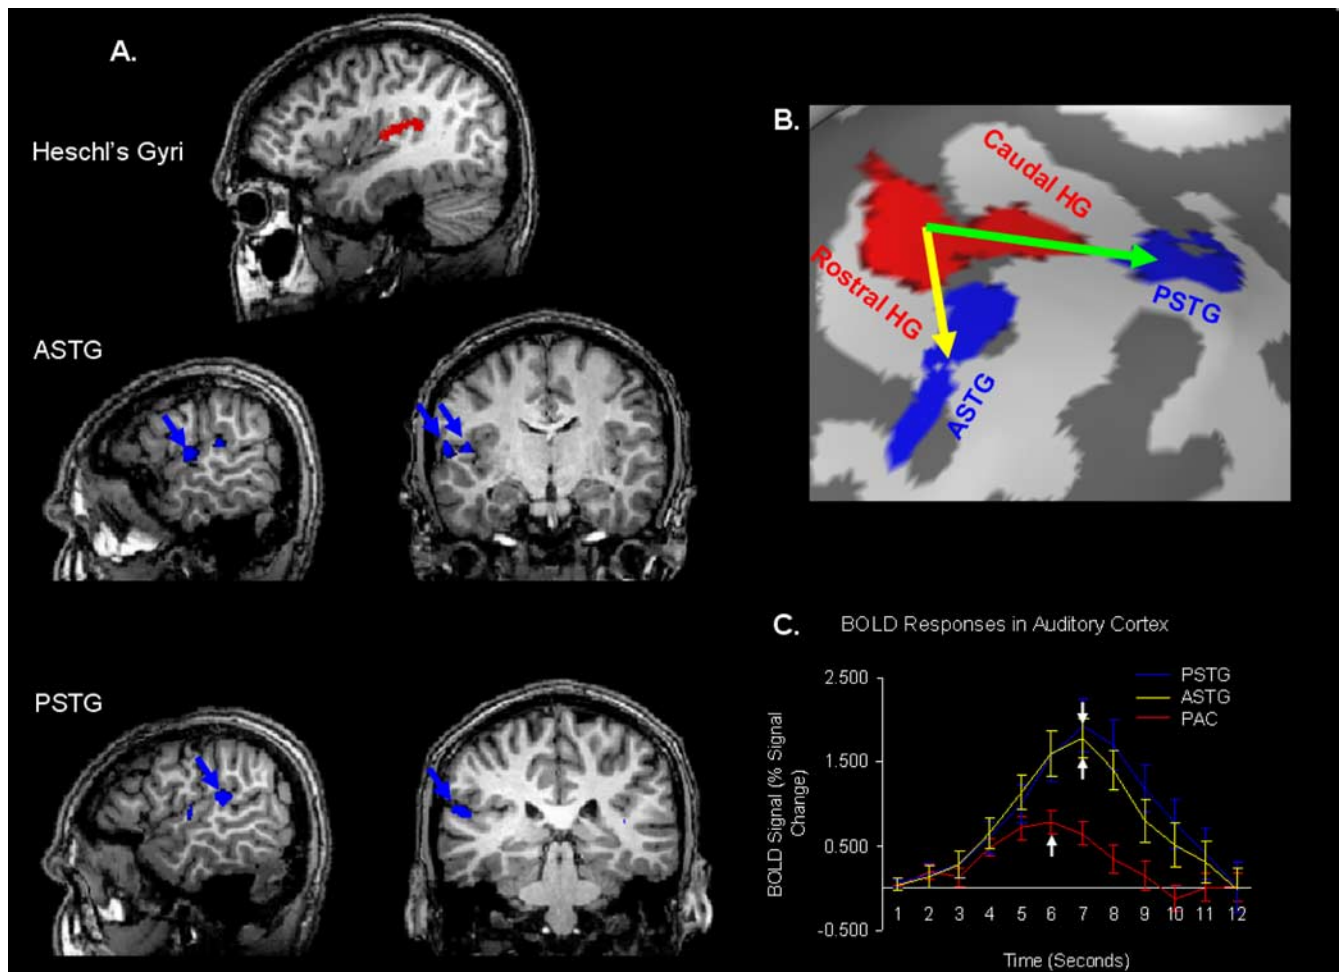 A.
Heschl's Gyri
ASTG
PSTG
B.
Caudal HG
Rostral HG
PSTG
ASTG
C.
BOLD Responses in Auditory Cortex
PSTG
ASTG
PAC
BOLD Signal (% Signal
Change)
2.500
1.500
0.500
-0.500
1 2 3 4 5 6 7 8 9 10 11 12
Time (Seconds)